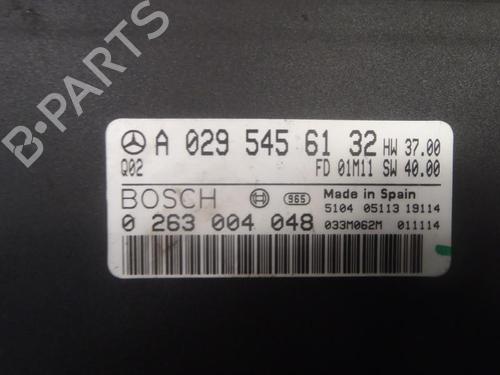 B-PARTS
A 029 545 61 32 HW 37.00
Q02 FD 01M11 SW 40.00
BOSCH 965 Made in Spain
5104 05113 19114
0 263 004 048 033M062M 011114